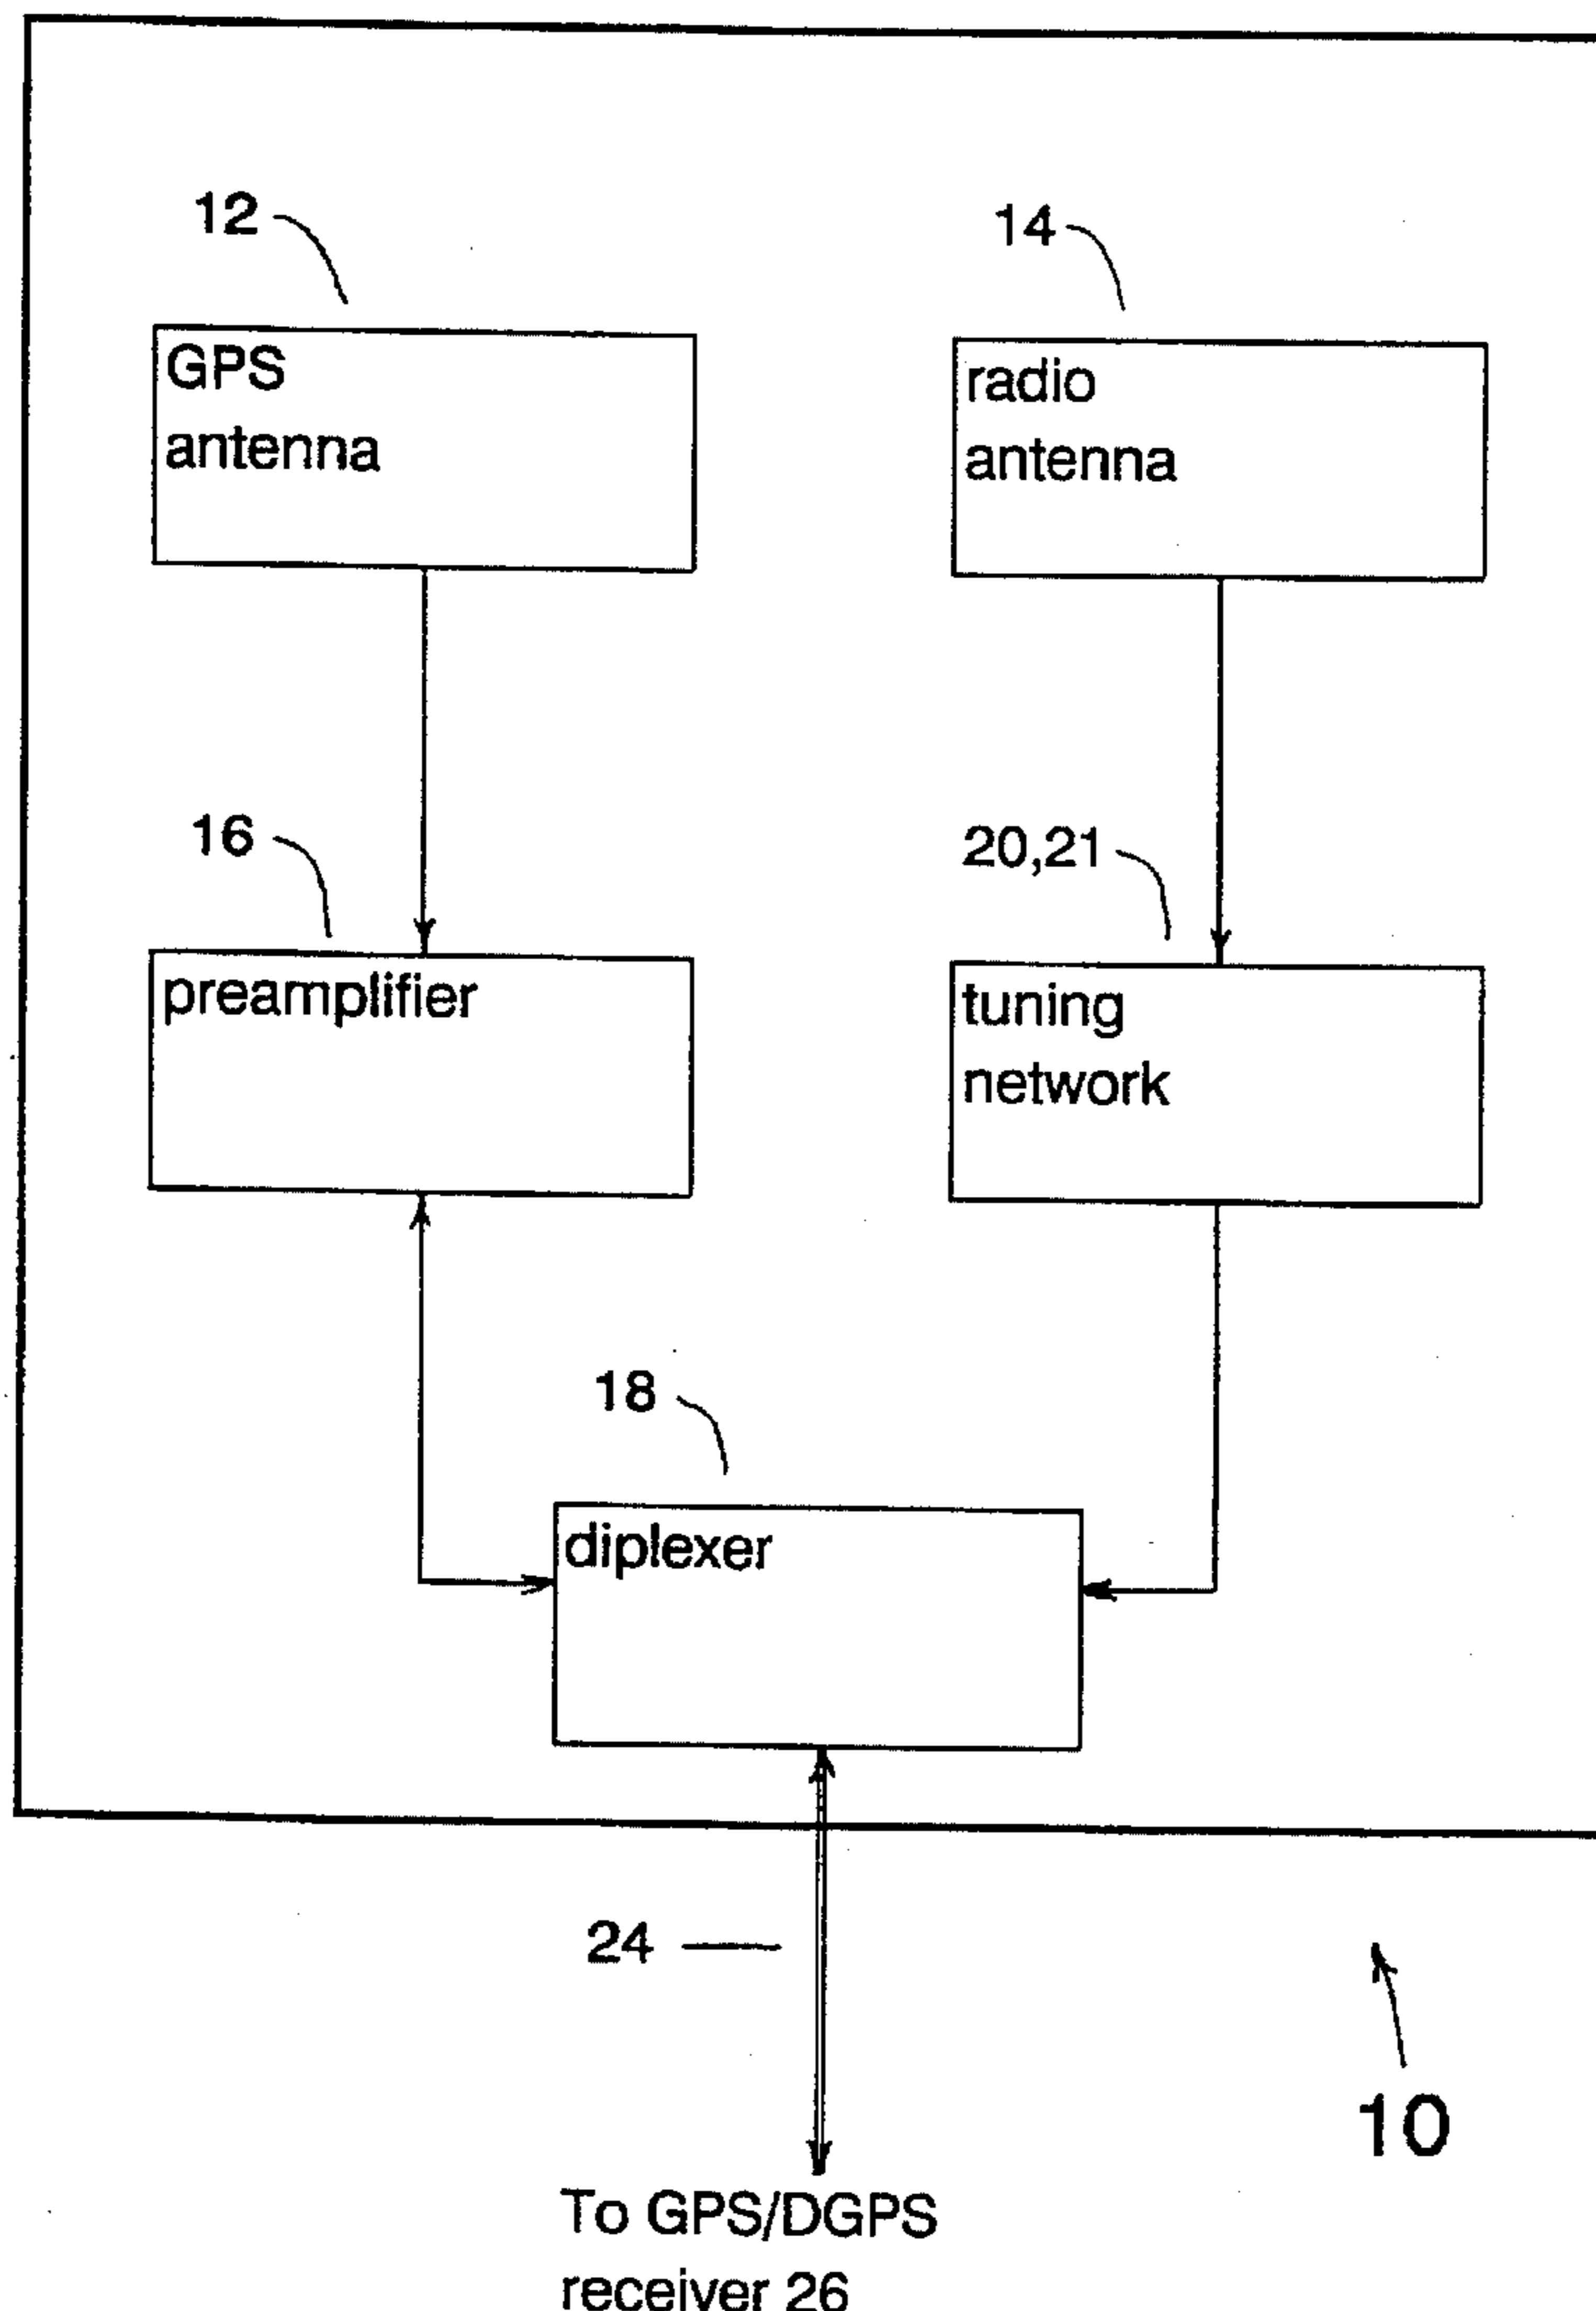 12
14
GPS
antenna
radio
antenna
16
20,21
preamplifier
tuning
network
18
diplexer
24
10
To GPS/DGPS
receiver 26